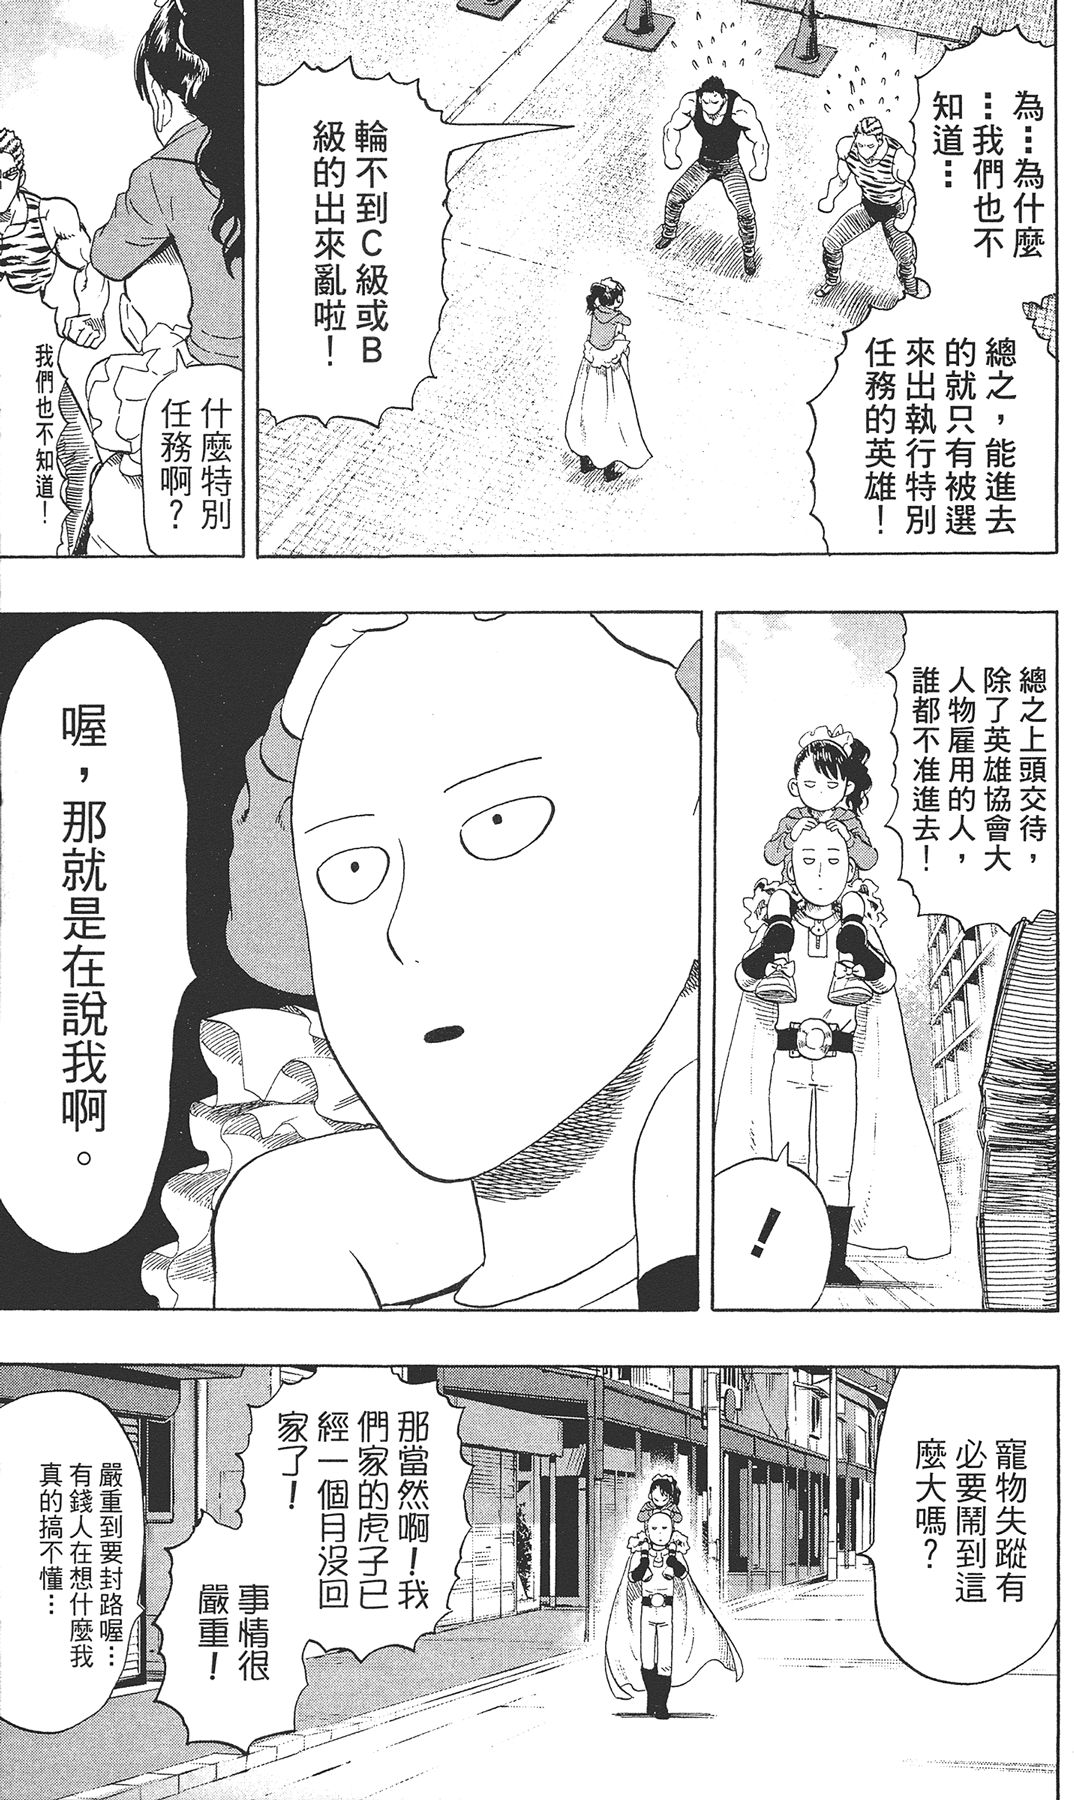 為⋯為什麼
⋯我們也不
知道⋯
總之，能進去
的就只有被選
來出執行特別
任務的英雄！
輪不到C級或B
級的出來亂啦！
什麼特別
任務啊？
我們也不知道！
總之上頭交待，
除了英雄協會大
人物雇用的人，
誰都不准進去！
！
喔，那就是在說我啊。
寵物失蹤有
必要鬧到這
麼大嗎？
那當然啊！我
們家的虎子已
經一個月沒回
家了！
事情很
嚴重！
嚴重到要封路喔⋯
有錢人在想什麼我
真的搞不懂⋯